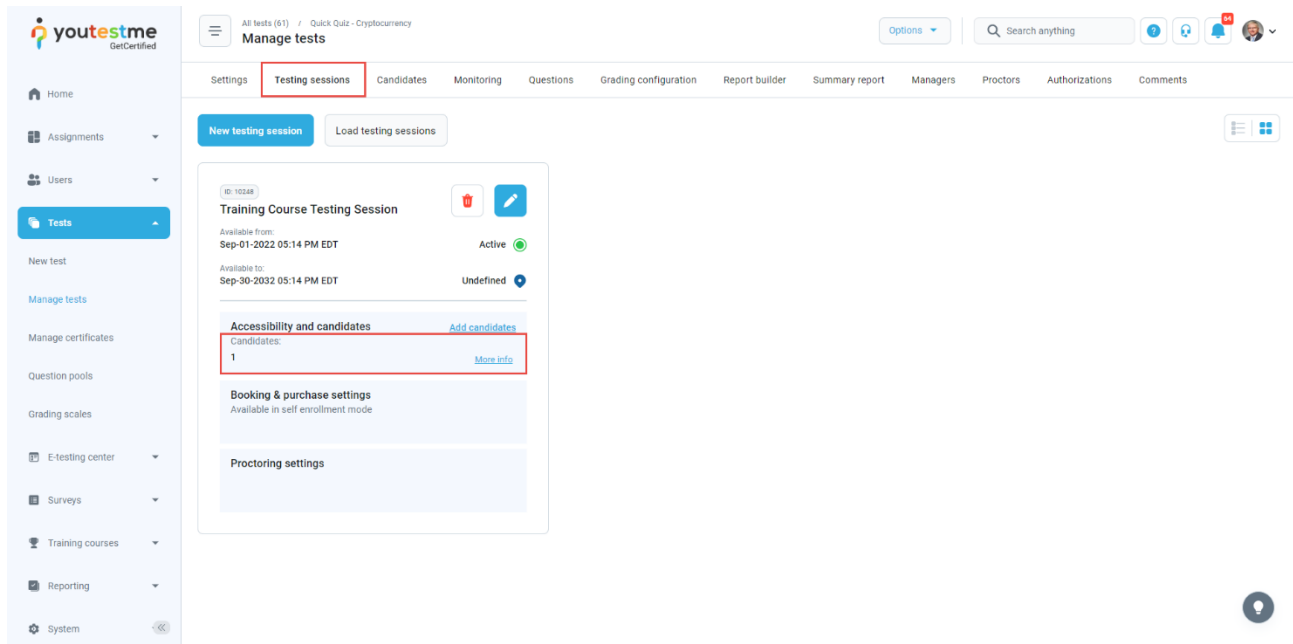 youtestme
GetCertified
All tests (61) / Quick Quiz - Cryptocurrency
Manage tests
Options
Search anything
?
64
Settings
Testing sessions
Candidates
Monitoring
Questions
Grading configuration
Report builder
Summary report
Managers
Proctors
Authorizations
Comments
Home
Assignments
Users
Tests
New test
Manage tests
Manage certificates
Question pools
Grading scales
E-testing center
Surveys
Training courses
Reporting
System
New testing session
Load testing sessions
ID: 10248
Training Course Testing Session
Available from:
Sep-01-2022 05:14 PM EDT
Active
Available to:
Sep-30-2032 05:14 PM EDT
Undefined
Accessibility and candidates
Add candidates
Candidates:
1
More info
Booking & purchase settings
Available in self enrollment mode
Proctoring settings